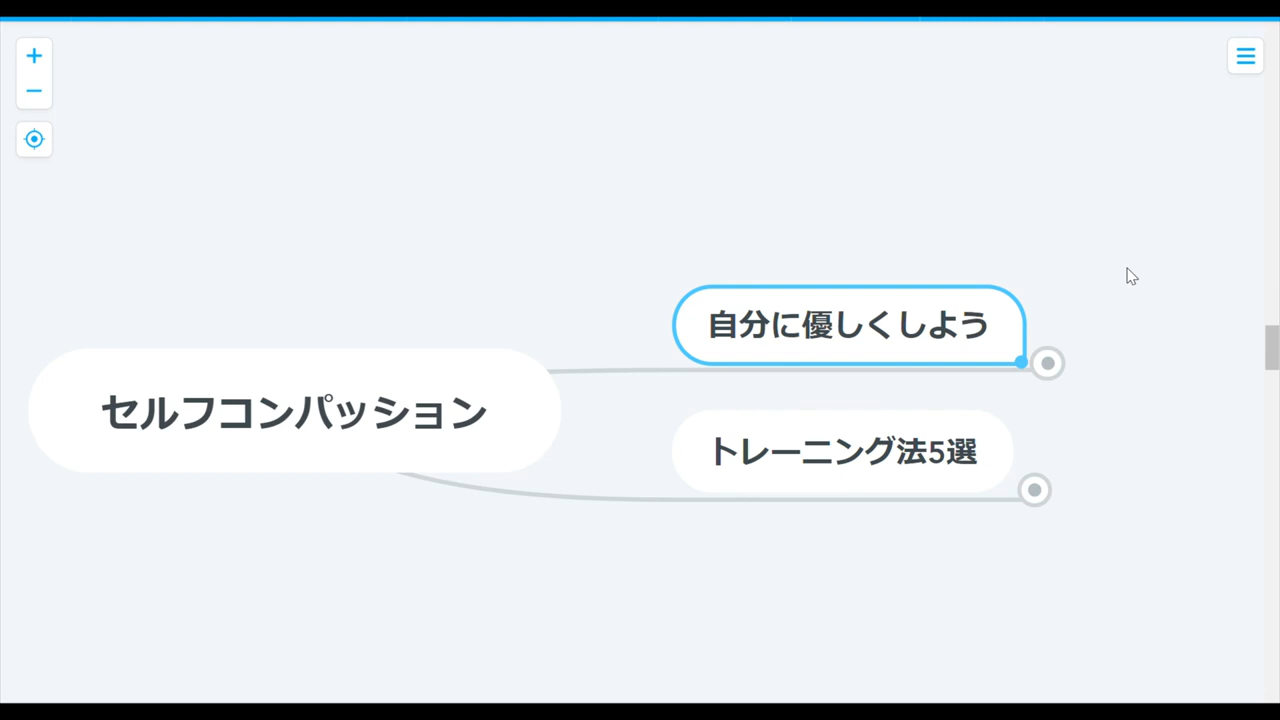 自分に優しくしよう
セルフコンパッション
トレーニング法5選